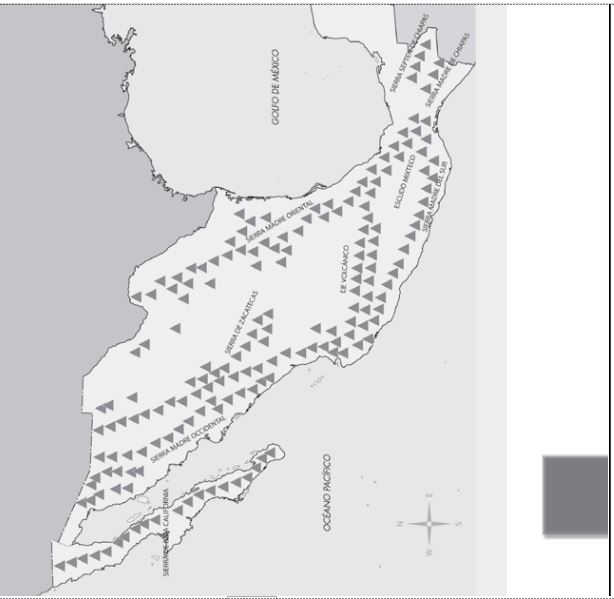 SIERRA DE BAJA CALIFORNIA
SIERRA MADRE OCCIDENTAL
SIERRA DE ZACATECAS
SIERRA MADRE ORIENTAL
GOLFO DE MÉXICO
OCÉANO PACÍFICO
EJE VOLCÁNICO
N
W E
S
ESCUDO MIXTECO
SIERRA SEPTEN DE CHIAPAS
SIERRA MADRE DEL SUR
SIERRA MADRE DE CHIAPAS